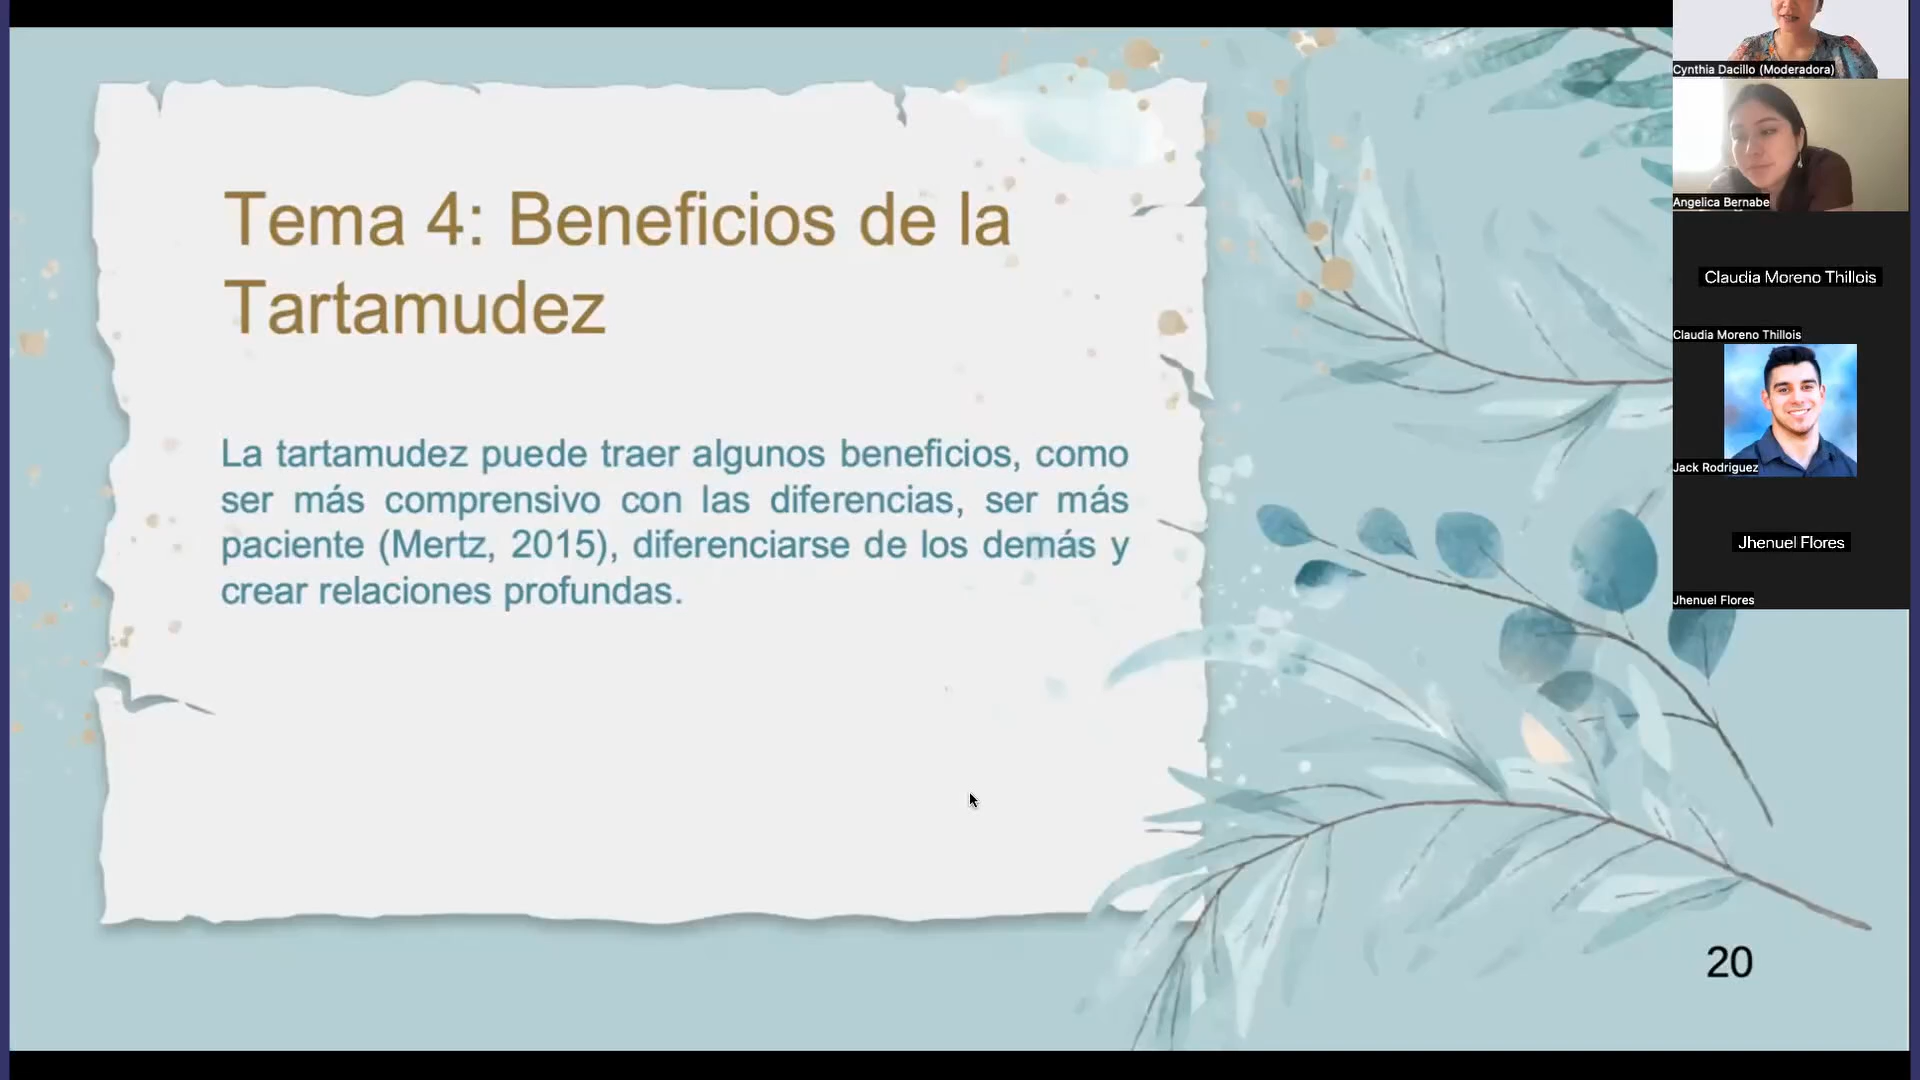 Tema 4: Beneficios de la
Tartamudez
La tartamudez puede traer algunos beneficios, como
ser más comprensivo con las diferencias, ser más
paciente (Mertz, 2015), diferenciarse de los demás y
crear relaciones profundas.
20
Cynthia Dacillo (Moderadora)
Angelica Bernabe
Claudia Moreno Thillois
Claudia Moreno Thillois
Jack Rodriguez
Jhenuel Flores
Jhenuel Flores